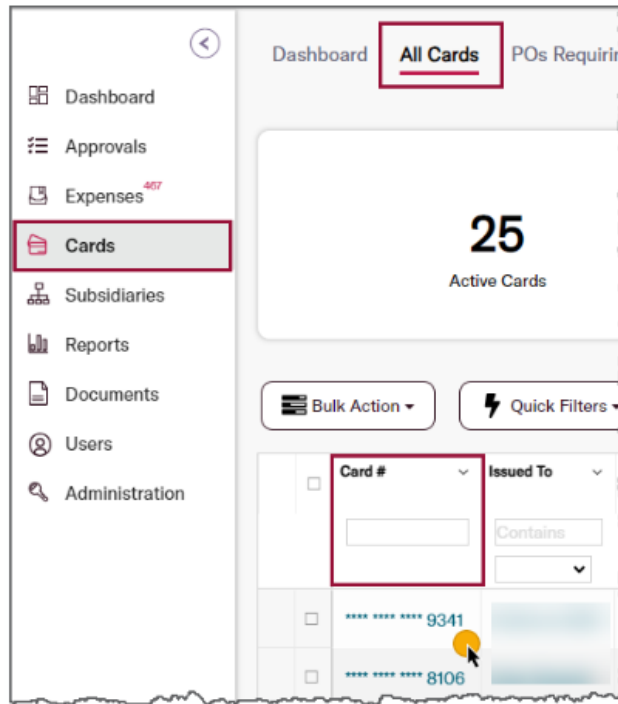 Dashboard All Cards POs Requirin
Dashboard
Approvals
Expenses 467
Cards
Subsidiaries
Reports
Documents
Users
Administration
25
Active Cards
Bulk Action Quick Filters
Card # Issued To
Contains
**** **** **** 9341
**** **** **** 8106